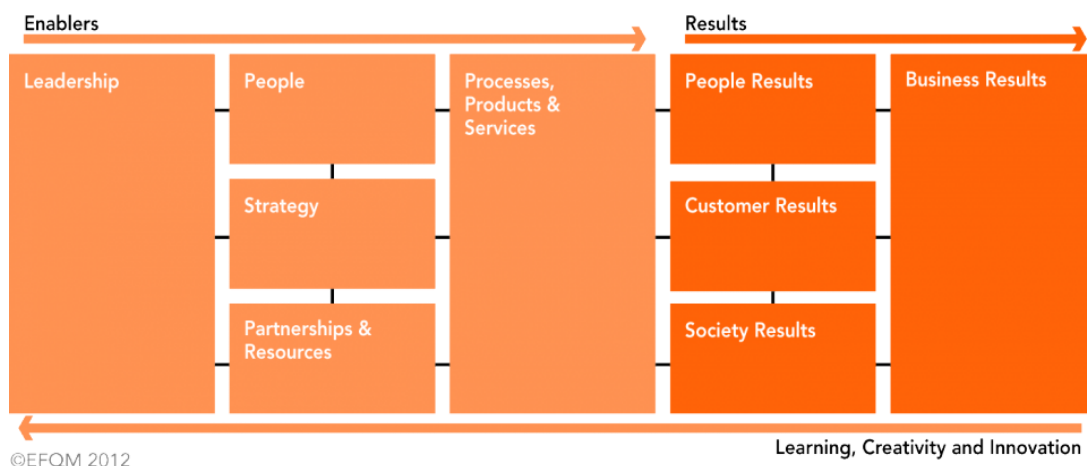 Enablers
Results
Leadership
People
Processes,
Products &
Services
People Results
Business Results
Strategy
Customer Results
Partnerships &
Resources
Society Results
Learning, Creativity and Innovation
©EFQM 2012